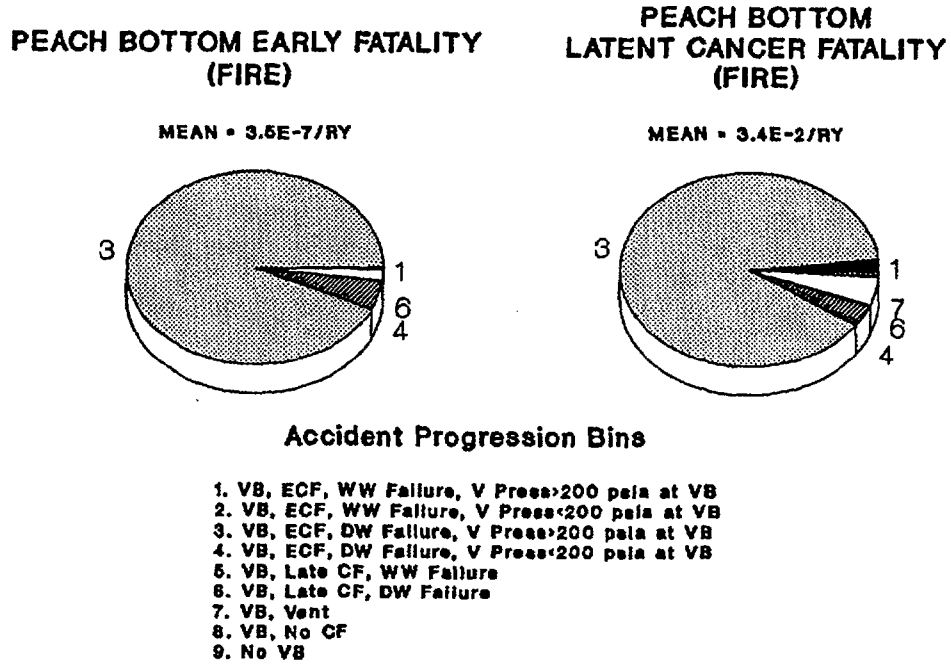 PEACH BOTTOM EARLY FATALITY
(FIRE)
MEAN = 3.5E-7/RY
3
1
6
4
PEACH BOTTOM
LATENT CANCER FATALITY
(FIRE)
MEAN = 3.4E-2/RY
3
1
7
6
4
Accident Progression Bins
1. VB, ECF, WW Failure, V Press>200 psia at VB
2. VB, ECF, WW Failure, V Press<200 psia at VB
3. VB, ECF, DW Failure, V Press>200 psia at VB
4. VB, ECF, DW Failure, V Press<200 psia at VB
5. VB, Late CF, WW Failure
6. VB, Late CF, DW Failure
7. VB, Vent
8. VB, No CF
9. No VB